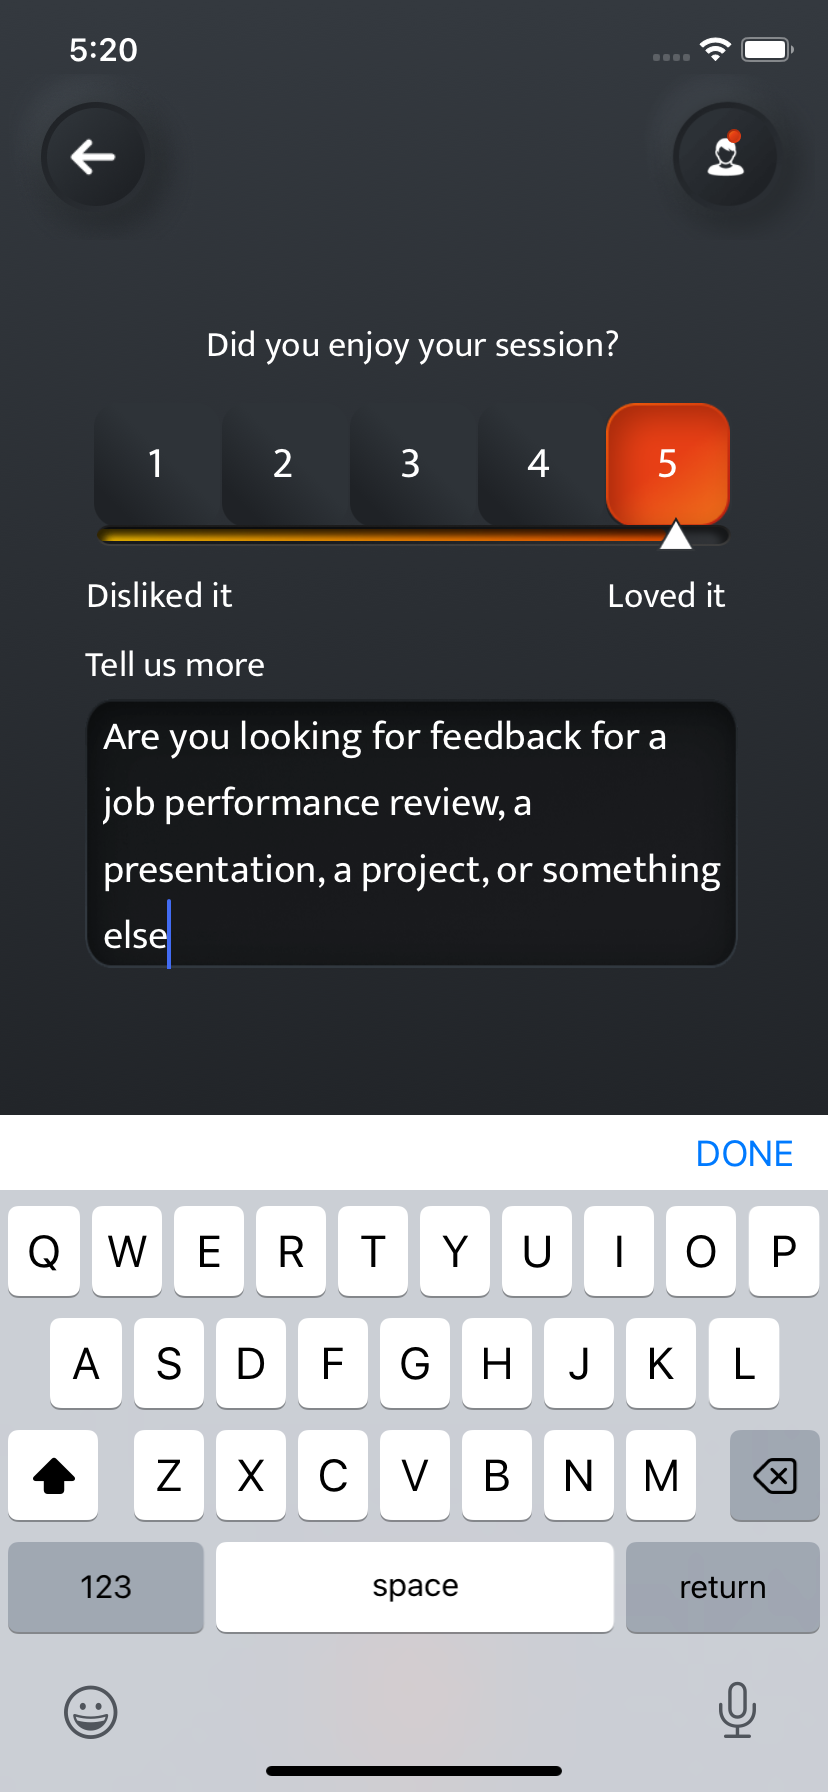 5:20
Did you enjoy your session?
1 2 3 4 5
Disliked it Loved it
Tell us more
Are you looking for feedback for a
job performance review, a
presentation, a project, or something
else
DONE
Q W E R T Y U I O P
A S D F G H J K L
Z X C V B N M
123 space return